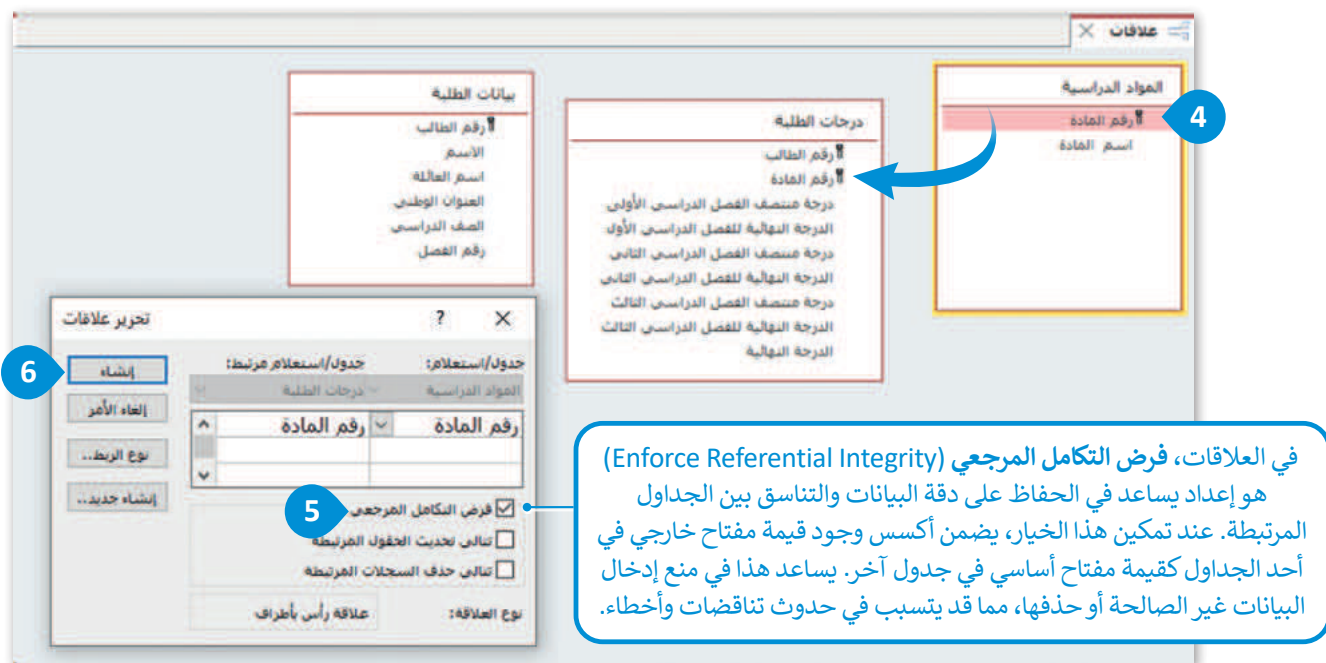 علاقات
المواد الدراسية
4
رقم المادة
اسم المادة
درجات الطلبة
رقم الطالب
رقم المادة
درجة منتصف الفصل الدراسي الأولى
الدرجة النهائية للفصل الدراسي الأول
درجة منتصف الفصل الدراسي الثاني
الدرجة النهائية للفصل الدراسي الثاني
درجة منتصف الفصل الدراسي الثالث
الدرجة النهائية للفصل الدراسي الثالث
الدرجة النهائية
بيانات الطلبة
رقم الطالب
الاسم
اسم العائلة
العنوان الوطني
الصف الدراسي
رقم الفصل
تحرير علاقات ? ×
جدول/استعلام: جدول/استعلام مرتبط:
المواد الدراسية درجات الطلبة
رقم المادة رقم المادة
5 فرض التكامل المرجعي
تتالي تحديث الحقول المرتبطة
تتالي حذف السجلات المرتبطة
نوع العلاقة: علاقة رأس بأطراف
6 إنشاء
إلغاء الأمر
نوع الربط..
إنشاء جديد..
في العلاقات، فرض التكامل المرجعي (Enforce Referential Integrity)
هو إعداد يساعد في الحفاظ على دقة البيانات والتناسق بين الجداول
المرتبطة. عند تمكين هذا الخيار، يضمن أكسس وجود قيمة مفتاح خارجي في
أحد الجداول كقيمة مفتاح أساسي في جدول آخر. يساعد هذا في منع إدخال
البيانات غير الصالحة أو حذفها، مما قد يتسبب في حدوث تناقضات وأخطاء.